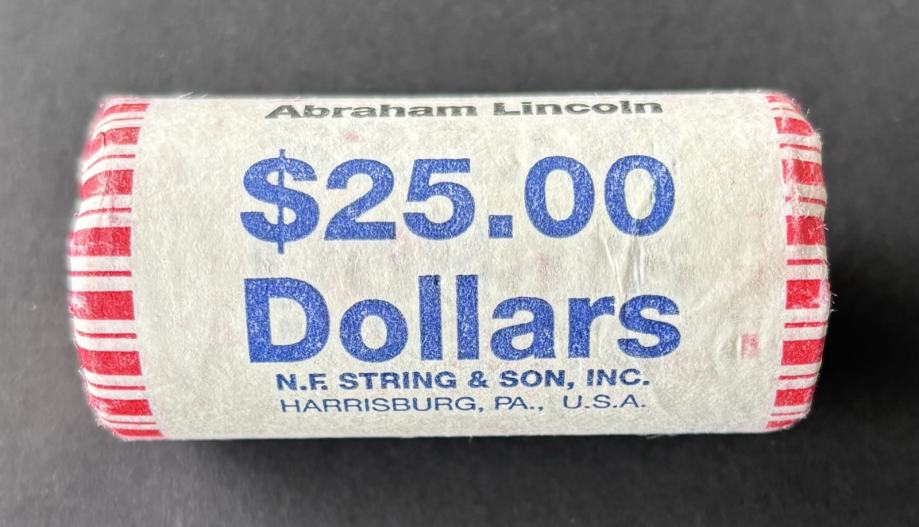 Abraham Lincoln
$25.00
Dollars
N.F. STRING & SON, INC.
HARRISBURG, PA., U.S.A.